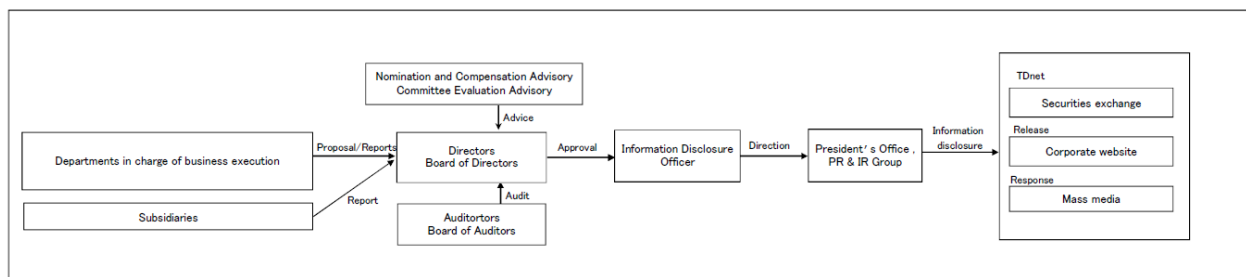 Nomination and Compensation Advisory
Committee Evaluation Advisory
Advice
Departments in charge of business execution
Proposal/Reports
Directors
Board of Directors
Approval
Information Disclosure
Officer
Direction
President's Office ,
PR & IR Group
Information
disclosure
Subsidiaries
Report
Audit
Auditortors
Board of Auditors
TDnet
Securities exchange
Release
Corporate website
Response
Mass media